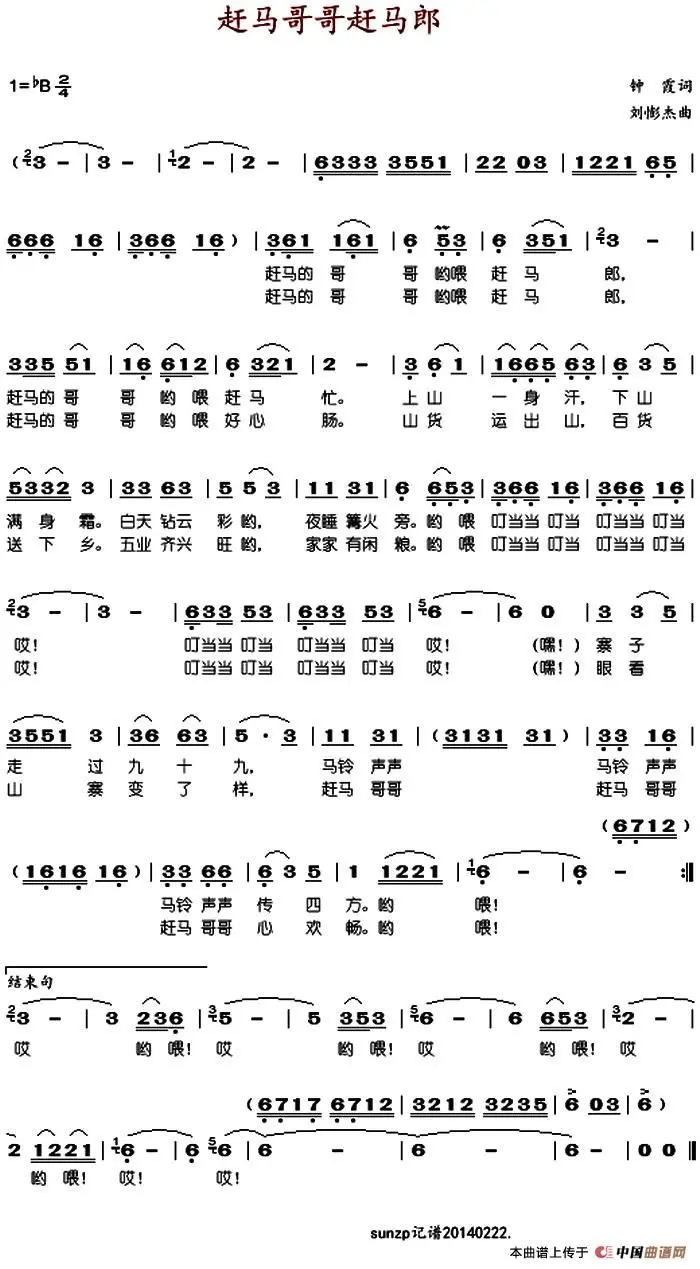 赶马哥哥赶马郎
1=♭B 2/4
钟 霞词
刘惚杰曲
( 2 3 - | 3 - | 1 2 - | 2 - | 6333 3551 | 22 03 | 1221 65 |
666 16 | 366 16 ) | 361 161 | 6 53 | 6 351 | 2 3 - |
赶马的 哥 哥 哟喂 赶 马 郎,
赶马的 哥 哥 哟喂 赶 马 郎,
335 51 | 16 612 | 6 321 | 2 - | 3 6 1 | 1665 63 | 6 3 5 |
赶马的 哥 哥 哟 喂 赶 马 忙。 上 山 一 身 汗, 下 山
赶马的 哥 哥 哟 喂 好 心 肠。 山 货 运 出 山, 百 货
5332 3 | 33 63 | 5 5 3 | 11 31 | 6 653 | 366 16 | 366 16 |
满 身 霜。 白天 钻云 彩 哟, 夜睡 篝火 旁。 哟 喂 叮当当 叮当 叮当当 叮当
送 下 乡。 五业 齐兴 旺 哟, 家家 有闲 粮。 哟 喂 叮当当 叮当 叮当当 叮当
2 3 - | 3 - | 633 53 | 633 53 | 5 6 - | 6 0 | 3 3 5 |
哎! 叮当当 叮当 叮当当 叮当 哎! (嘿!) 寨 子
哎! 叮当当 叮当 叮当当 叮当 哎! (嘿!) 眼 看
3551 3 | 36 63 | 5 · 3 | 11 31 | ( 3131 31 ) | 33 16 |
走 过 九 十 九, 马铃 声声 马铃 声声
山 寨 变 了 样, 赶马 哥哥 赶马 哥哥
( 6712 )
( 1616 16 ) | 33 66 | 6 3 5 | 1 1221 | 1 6 - | 6 - :||
马铃 声声 传 四 方。 哟 喂!
赶马 哥哥 心 欢 畅。 哟 喂!
结束句
2 3 - | 3 236 | 3 5 - | 5 353 | 5 6 - | 6 653 | 3 2 - |
哎 哟 喂! 哎 哟 喂! 哎 哟 喂! 哎
( 6717 6712 | 3212 3235 | 6 03 | 6 )
2 1221 | 1 6 - | 6 5 6 | 6 - | 6 - | 6 - | 0 0 ||
哟 喂! 哎! 哎!
sunzp记谱20140222.
本曲谱上传于 中国曲谱网